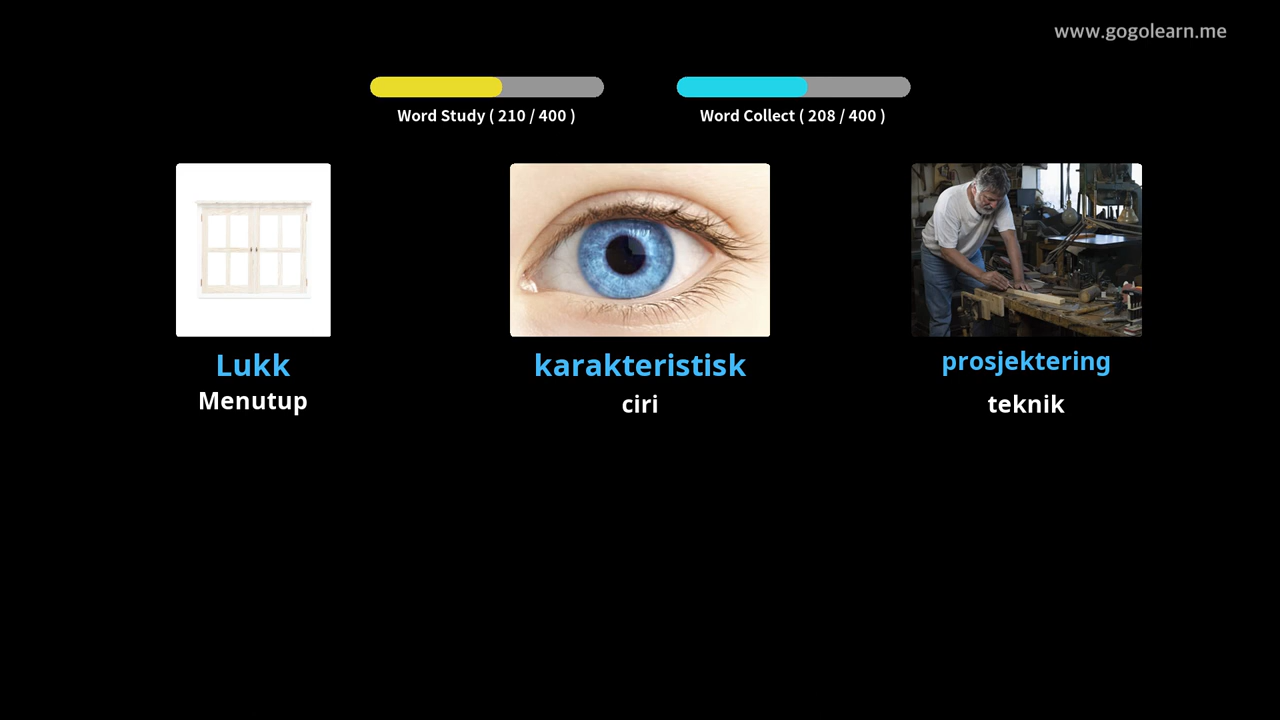 www.gogolearn.me
Word Study ( 210 / 400 )
Word Collect ( 208 / 400 )
Lukk
Menutup
karakteristisk
ciri
prosjektering
teknik